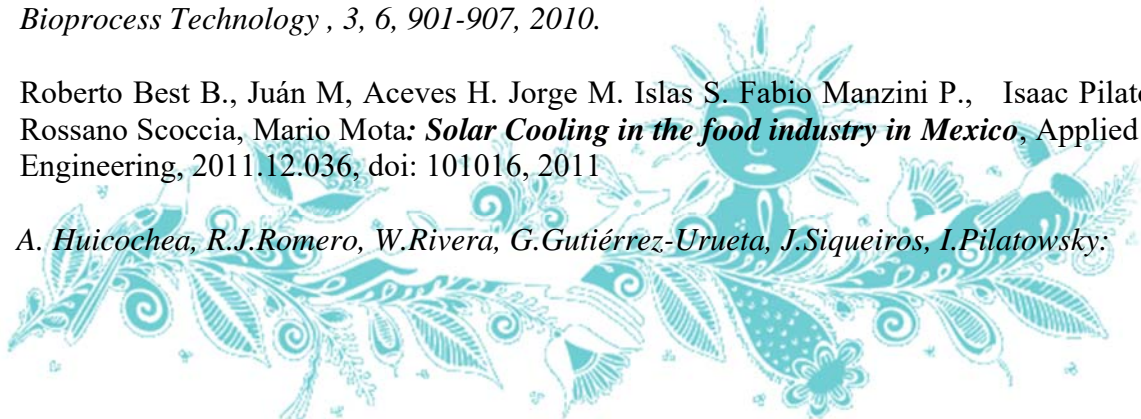 Bioprocess Technology , 3, 6, 901-907, 2010.
Roberto Best B., Juán M, Aceves H. Jorge M. Islas S. Fabio Manzini P., Isaac
Rossano Scoccia, Mario Mota: Solar Cooling in the food industry in Mexico, Applied
Engineering, 2011.12.036, doi: 101016, 2011
A. Huicochea, R.J.Romero, W.Rivera, G.Gutiérrez-Urueta, J.Siqueiros, I.Pilatowsky: